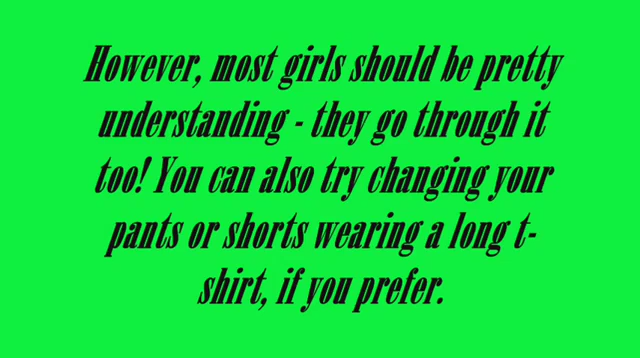 However, most girls should be pretty
understanding - they go through it
too! You can also try changing your
pants or shorts wearing a long t-
shirt, if you prefer.